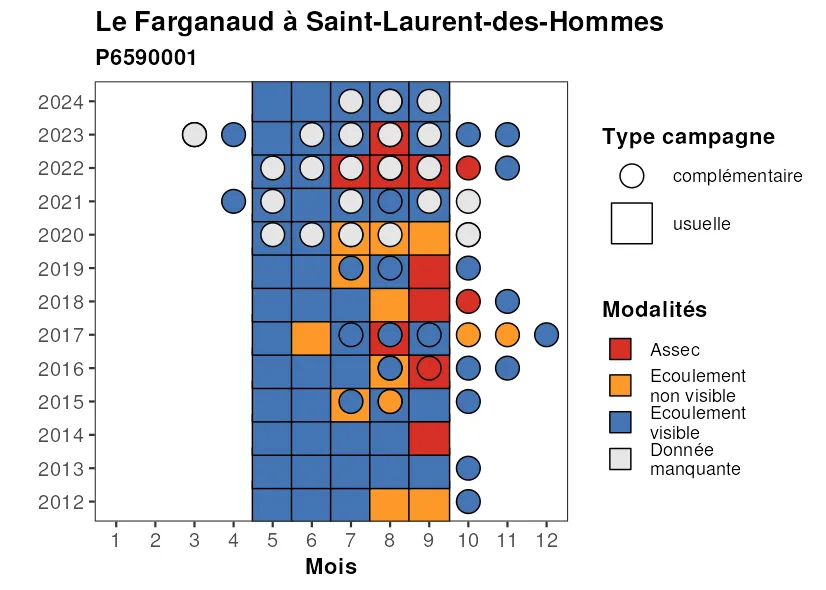 Le Farganaud à Saint-Laurent-des-Hommes
P6590001
2024
2023
2022
2021
2020
2019
2018
2017
2016
2015
2014
2013
2012
1 2 3 4 5 6 7 8 9 10 11 12
Mois
Type campagne
complémentaire
usuelle
Modalités
Assec
Ecoulement
non visible
Ecoulement
visible
Donnée
manquante